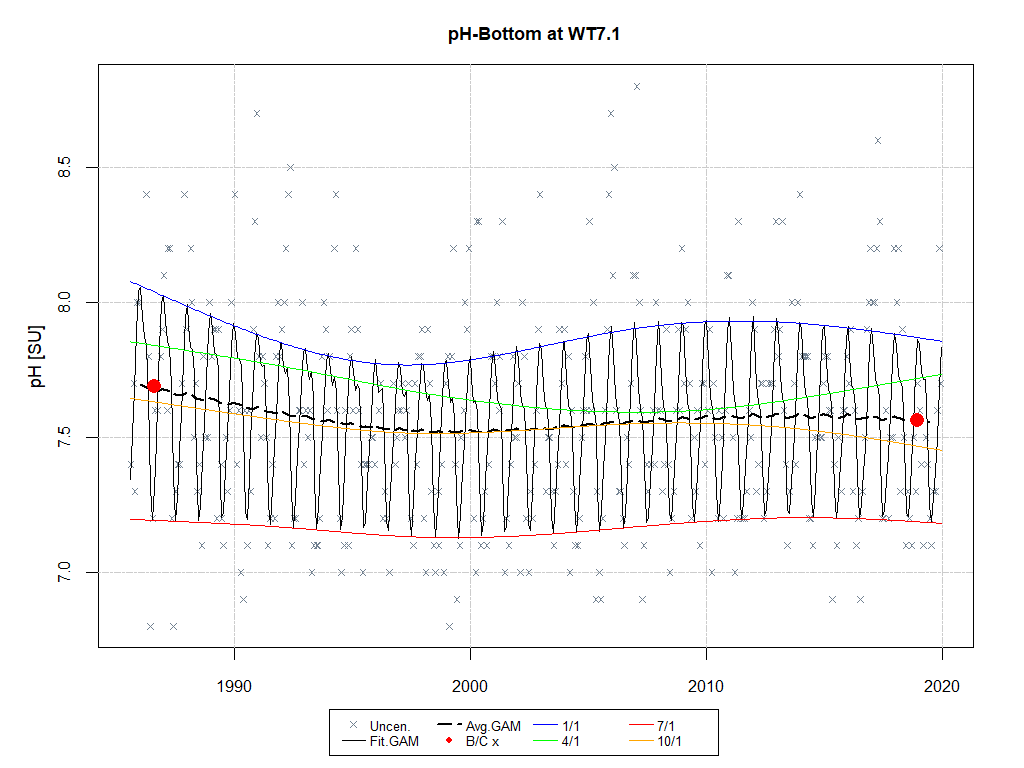 pH-Bottom at WT7.1
pH [SU]
8.5
8.0
7.5
7.0
1990 2000 2010 2020
Uncen. Avg.GAM 1/1 7/1
Fit.GAM B/C x 4/1 10/1